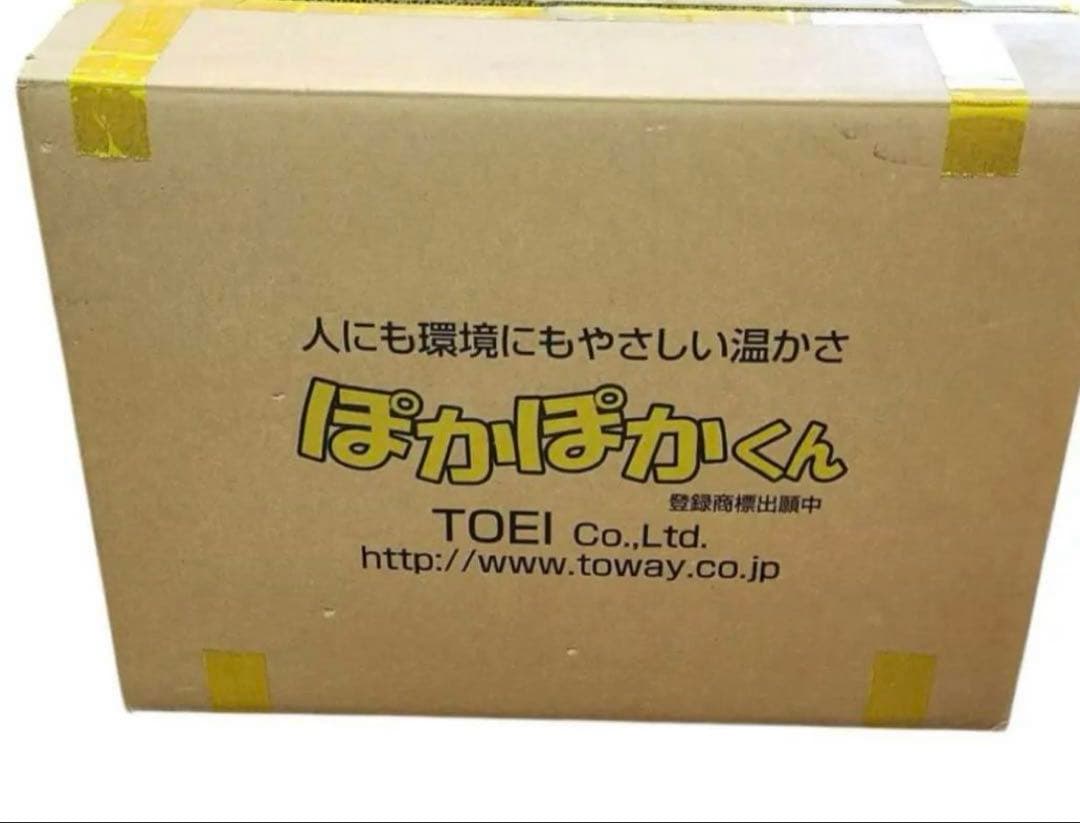 人にも環境にもやさしい温かさ
ぽかぽかくん
登録商標出願中
TOEI Co.,Ltd.
http://www.toway.co.jp